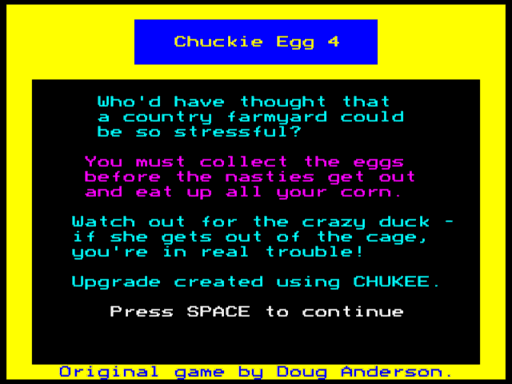 Chuckie Egg 4
Who'd have thought that
a country farmyard could
be so stressful?
You must collect the eggs
before the nasties get out
and eat up all your corn.
Watch out for the crazy duck -
if she gets out of the cage,
you're in real trouble!
Upgrade created using CHUKEE.
Press SPACE to continue
Original game by Doug Anderson.